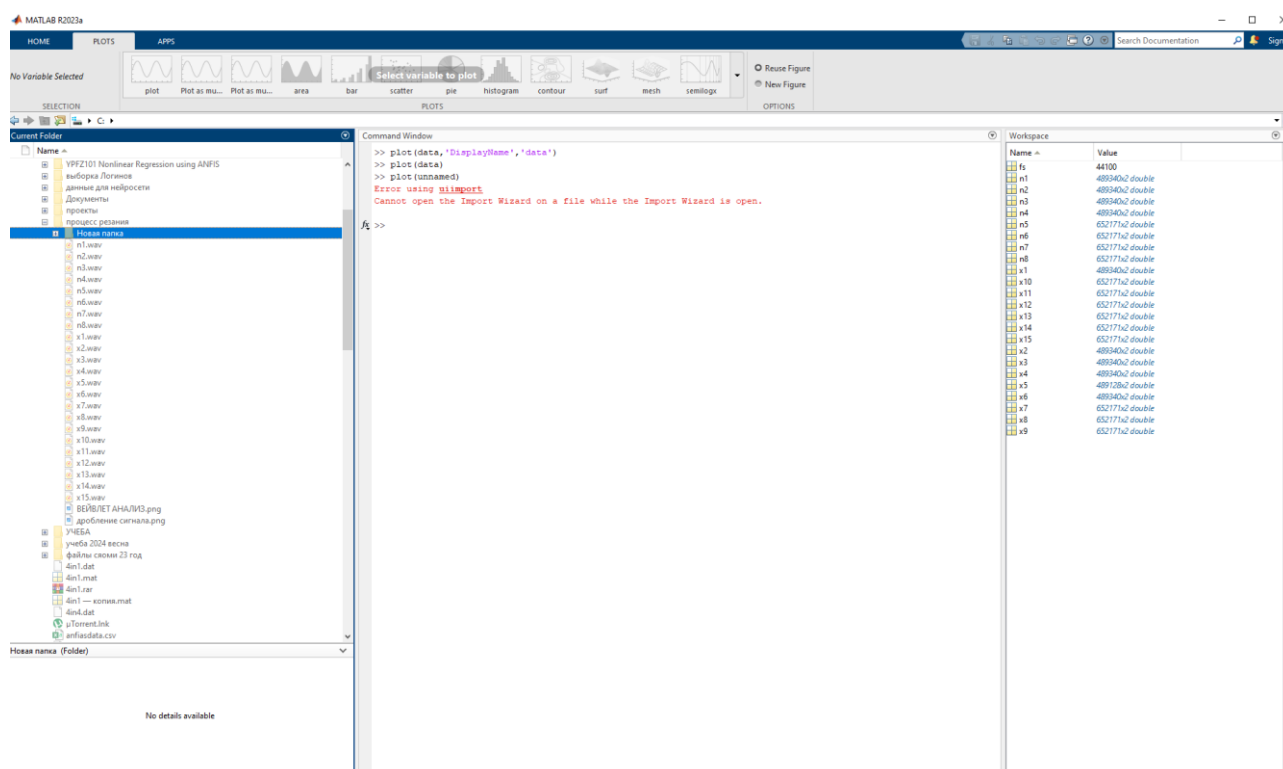 MATLAB R2023a
HOME PLOTS APPS
Search Documentation Sign
No Variable Selected
plot Plot as mu... Plot as mu... area bar scatter pie histogram contour surf mesh semilogx
Select variable to plot
Reuse Figure
New Figure
SELECTION PLOTS OPTIONS
C:
Current Folder
Name
YPFZ101 Nonlinear Regression using ANFIS
выборка Логинов
данные для нейросети
Документы
проекты
процесс резания
Новая папка
n1.wav
n2.wav
n3.wav
n4.wav
n5.wav
n6.wav
n7.wav
n8.wav
x1.wav
x2.wav
x3.wav
x4.wav
x5.wav
x6.wav
x7.wav
x8.wav
x9.wav
x10.wav
x11.wav
x12.wav
x13.wav
x14.wav
x15.wav
ВЕЙВЛЕТ АНАЛИЗ.png
дробление сигнала.png
УЧЕБА
учеба 2024 весна
файлы своми 23 год
4in1.dat
4in1.mat
4in1.rar
4in1 — копия.mat
4in4.dat
µTorrent.lnk
anfiasdata.csv
Новая папка (Folder)
No details available
Command Window
>> plot(data,'DisplayName','data')
>> plot(data)
>> plot(unnamed)
Error using uiimport
Cannot open the Import Wizard on a file while the Import Wizard is open.
fx >>
Workspace
Name Value
fs 44100
n1 489340x2 double
n2 489340x2 double
n3 489340x2 double
n4 489340x2 double
n5 652171x2 double
n6 652171x2 double
n7 652171x2 double
n8 652171x2 double
x1 489340x2 double
x10 652171x2 double
x11 652171x2 double
x12 652171x2 double
x13 652171x2 double
x14 652171x2 double
x15 652171x2 double
x2 489340x2 double
x3 489340x2 double
x4 489340x2 double
x5 489128x2 double
x6 489340x2 double
x7 652171x2 double
x8 652171x2 double
x9 652171x2 double